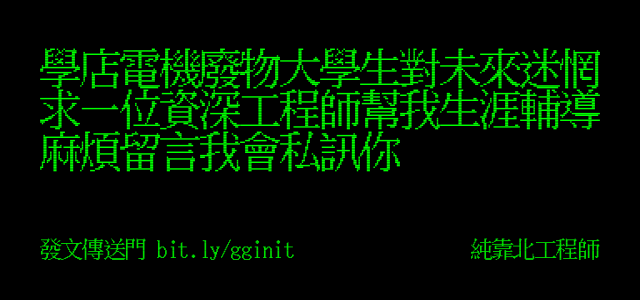 學店電機廢物大學生對未來迷惘
求一位資深工程師幫我生涯輔導
麻煩留言我會私訊你
發文傳送門 bit.ly/gginit
純靠北工程師